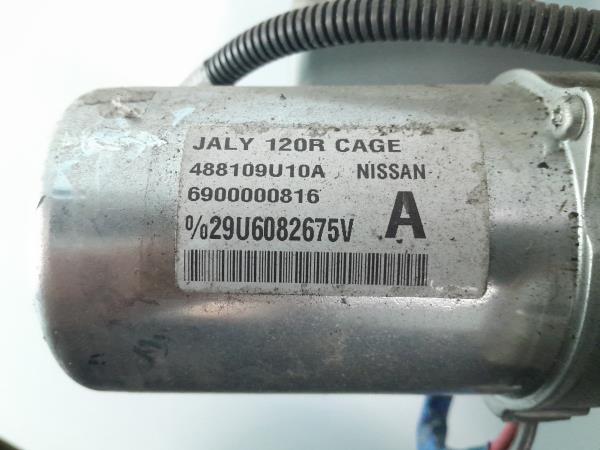 JALY 120R CAGE
488109U10A NISSAN
6900000816
%29U6082675V A